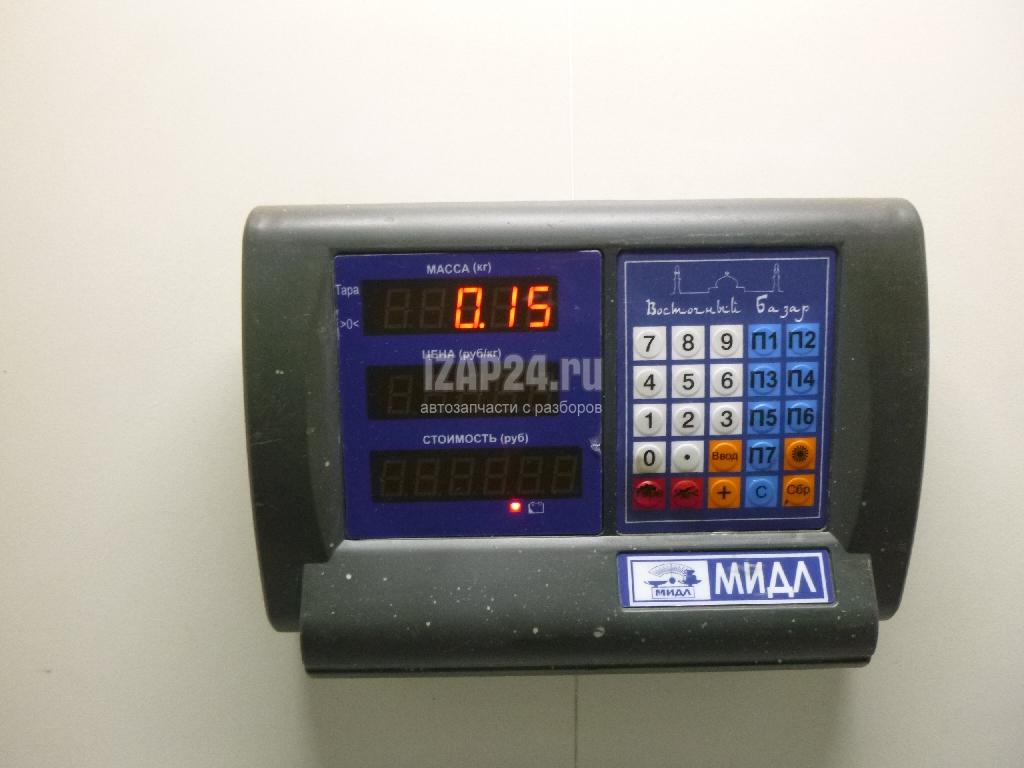 МАССА (кг)
Тара
0.15
>0<
ЦЕНА (руб/кг)
IZAP24.ru
автозапчасти с разборов
СТОИМОСТЬ (руб)
Восточный Базар
7 8 9 П1 П2
4 5 6 П3 П4
1 2 3 П5 П6
0 • Ввод П7
+ С Сбр
МИДЛ
МИДЛ